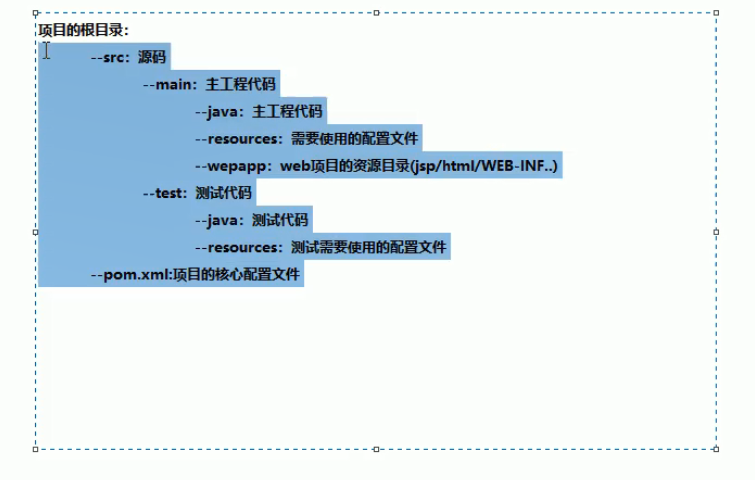 项目的根目录：
--src：源码
--main：主工程代码
--java：主工程代码
--resources：需要使用的配置文件
--wepapp：web项目的资源目录(jsp/html/WEB-INF..)
--test：测试代码
--java：测试代码
--resources：测试需要使用的配置文件
--pom.xml:项目的核心配置文件